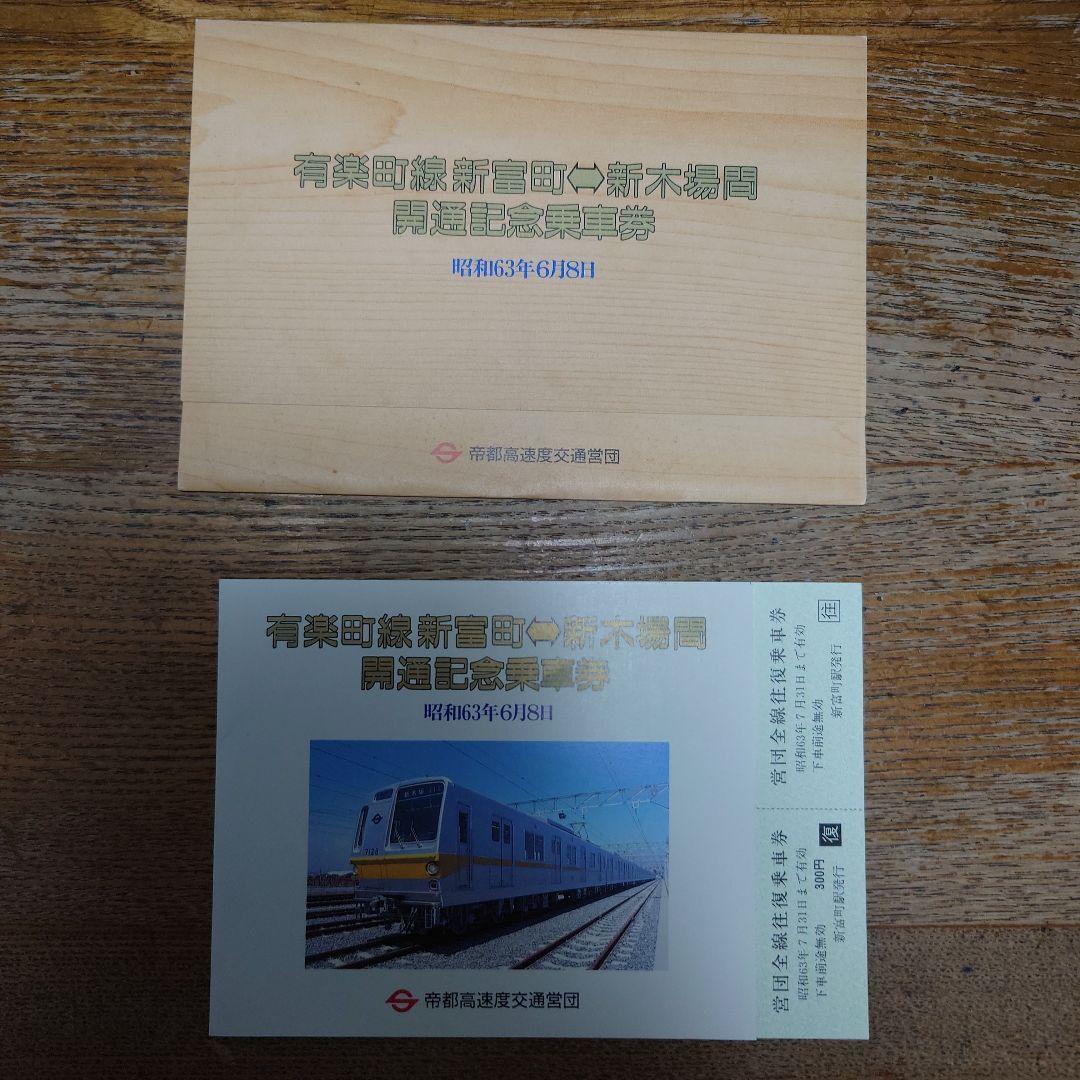 有楽町線 新富町⇔新木場間
開通記念乗車券
昭和63年6月8日
帝都高速度交通営団
有楽町線 新富町⇔新木場間
開通記念乗車券
昭和63年6月8日
新木場
7128
帝都高速度交通営団
営団全線往復乗車券
昭和63年7月31日まで有効
下車前途無効
新富町駅発行
往
営団全線往復乗車券
昭和63年7月31日まで有効
下車前途無効 300円
新富町駅発行
復